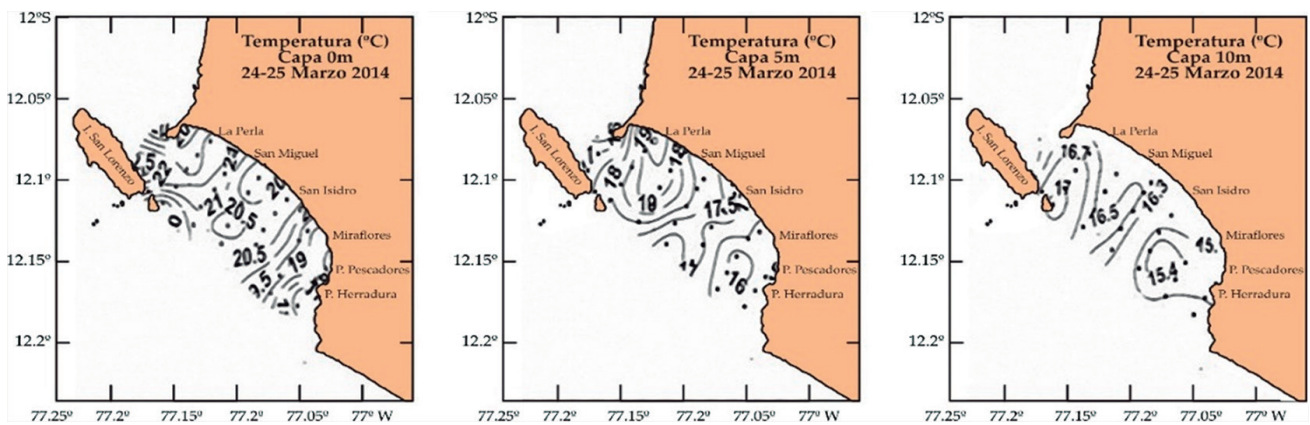 12ºS
Temperatura (ºC)
Capa 0m
24-25 Marzo 2014
12.05º
La Perla
I. San Lorenzo
San Miguel
22
21
12.1º
San Isidro
21
20.5
0
Miraflores
20.5
12.15º
19
P. Pescadores
P. Herradura
12.2º
77.25º
77.2º
77.15º
77.2º
77.05º
77º W
12ºS
Temperatura (ºC)
Capa 5m
24-25 Marzo 2014
12.05º
La Perla
19
I. San Lorenzo
San Miguel
18
18
12.1º
San Isidro
19
17.5
Miraflores
12.15º
P. Pescadores
16
P. Herradura
12.2º
77.25º
77.2º
77.15º
77.2º
77.05º
77º W
12ºS
Temperatura (ºC)
Capa 10m
24-25 Marzo 2014
12.05º
La Perla
I. San Lorenzo
16.7
San Miguel
12.1º
17
16.3
San Isidro
16.5
Miraflores
15.
12.15º
15.4
P. Pescadores
P. Herradura
12.2º
77.25º
77.2º
77.15º
77.2º
77.05º
77º W